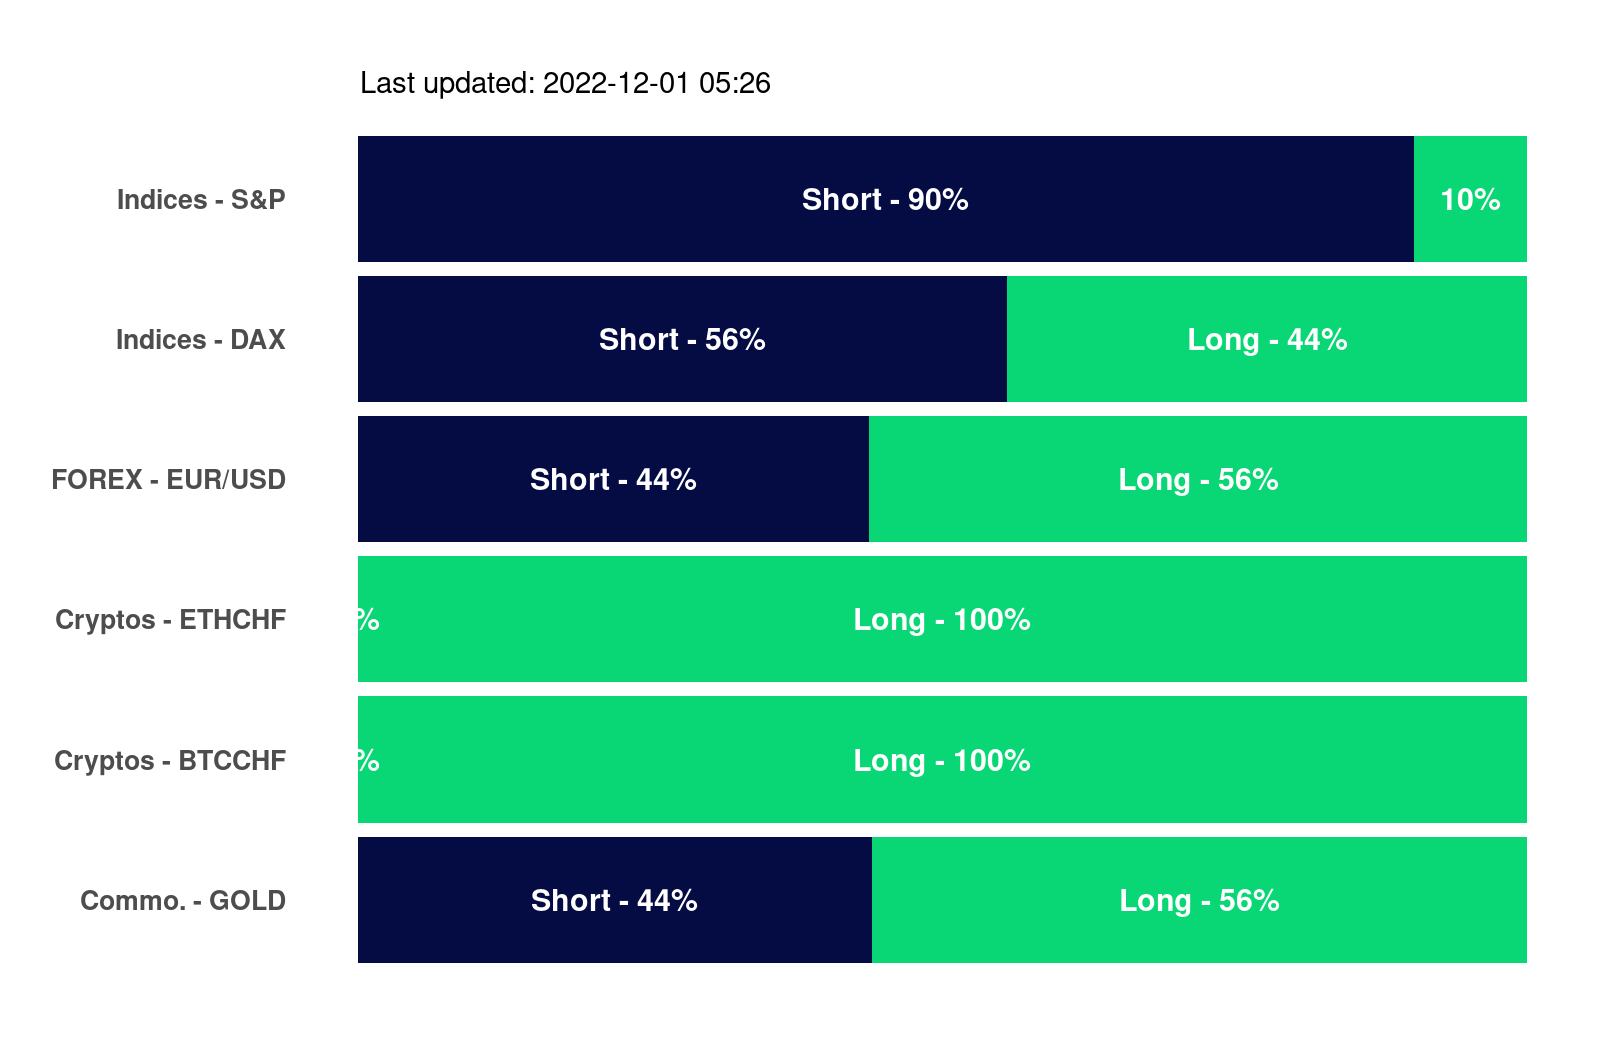 Last updated: 2022-12-01 05:26
Indices - S&P Short - 90% 10%
Indices - DAX Short - 56% Long - 44%
FOREX - EUR/USD Short - 44% Long - 56%
Cryptos - ETHCHF % Long - 100%
Cryptos - BTCCHF % Long - 100%
Commo. - GOLD Short - 44% Long - 56%